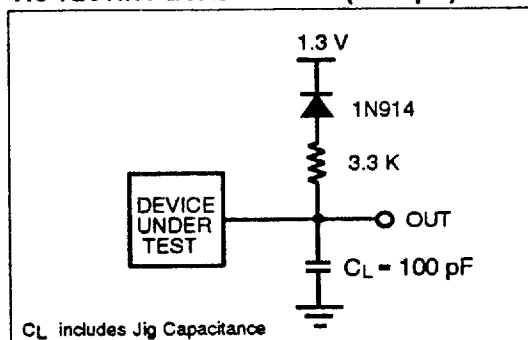 1.3 V
1N914
3.3 K
DEVICE
UNDER
TEST
OUT
CL = 100 pF
CL includes Jig Capacitance